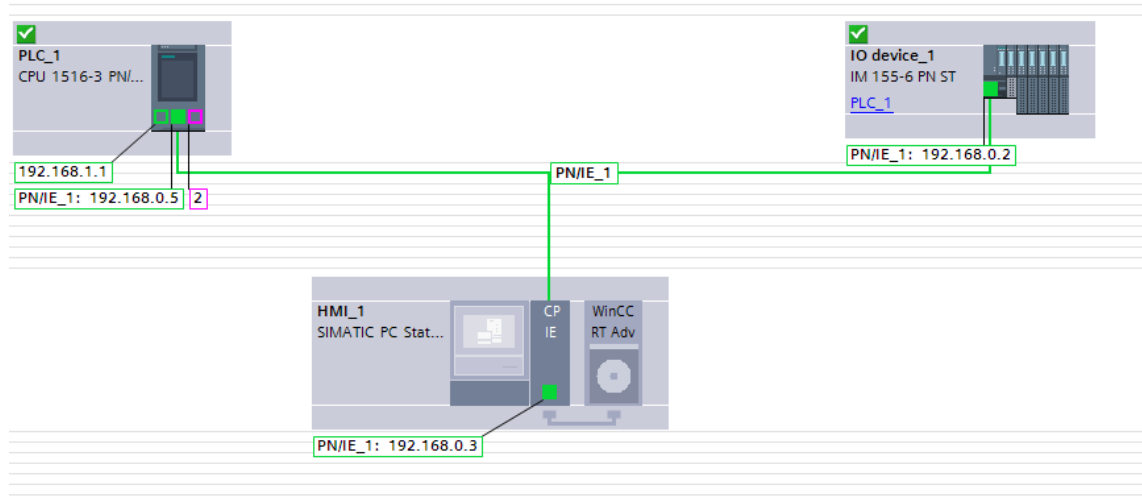 PLC_1
CPU 1516-3 PN/...
192.168.1.1
PN/IE_1: 192.168.0.5
2
PN/IE_1
IO device_1
IM 155-6 PN ST
PLC_1
PN/IE_1: 192.168.0.2
HMI_1
SIMATIC PC Stat...
CP
IE
WinCC
RT Adv
PN/IE_1: 192.168.0.3